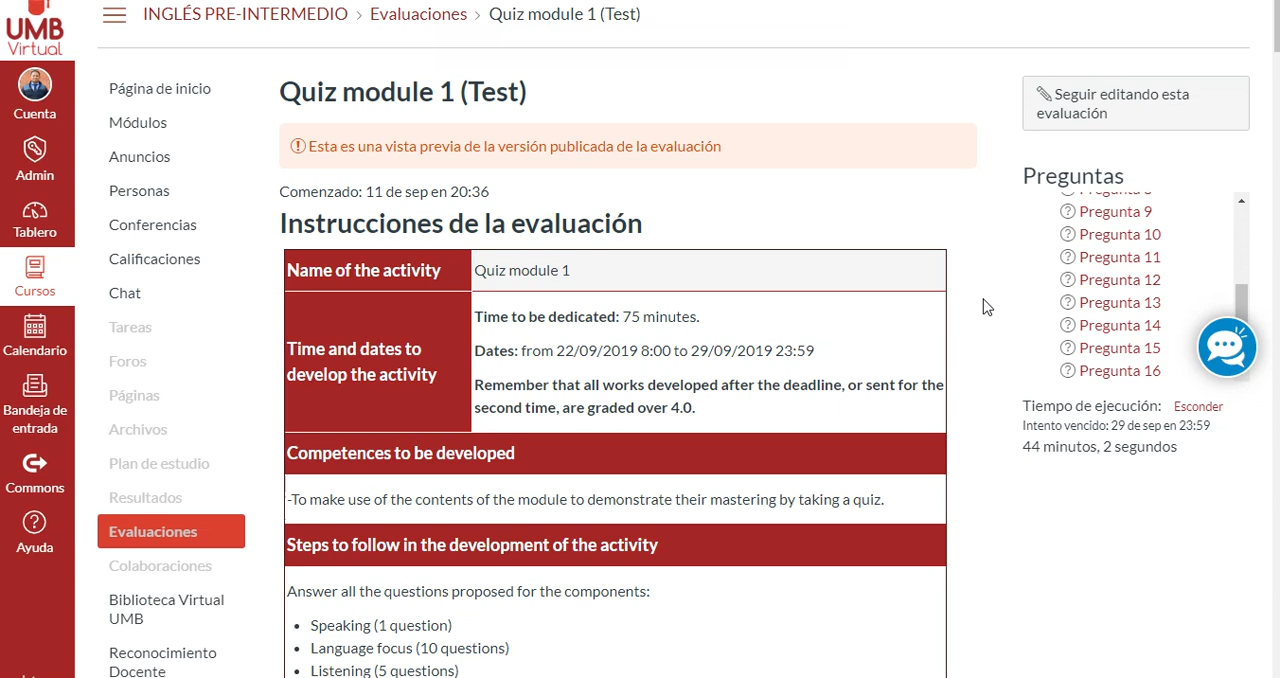 UMB
Virtual
Cuenta
Admin
Tablero
Cursos
Calendario
Bandeja de
entrada
Commons
Ayuda
INGLÉS PRE-INTERMEDIO > Evaluaciones > Quiz module 1 (Test)
Página de inicio
Módulos
Anuncios
Personas
Conferencias
Calificaciones
Chat
Tareas
Foros
Páginas
Archivos
Plan de estudio
Resultados
Evaluaciones
Colaboraciones
Biblioteca Virtual
UMB
Reconocimiento
Docente
Quiz module 1 (Test)
Esta es una vista previa de la versión publicada de la evaluación
Comenzado: 11 de sep en 20:36
Instrucciones de la evaluación
Name of the activity
Quiz module 1
Time and dates to
develop the activity
Time to be dedicated: 75 minutes.
Dates: from 22/09/2019 8:00 to 29/09/2019 23:59
Remember that all works developed after the deadline, or sent for the
second time, are graded over 4.0.
Competences to be developed
-To make use of the contents of the module to demonstrate their mastering by taking a quiz.
Steps to follow in the development of the activity
Answer all the questions proposed for the components:
• Speaking (1 question)
• Language focus (10 questions)
• Listening (5 questions)
Seguir editando esta
evaluación
Preguntas
Pregunta 9
Pregunta 10
Pregunta 11
Pregunta 12
Pregunta 13
Pregunta 14
Pregunta 15
Pregunta 16
Tiempo de ejecución: Esconder
Intento vencido: 29 de sep en 23:59
44 minutos, 2 segundos